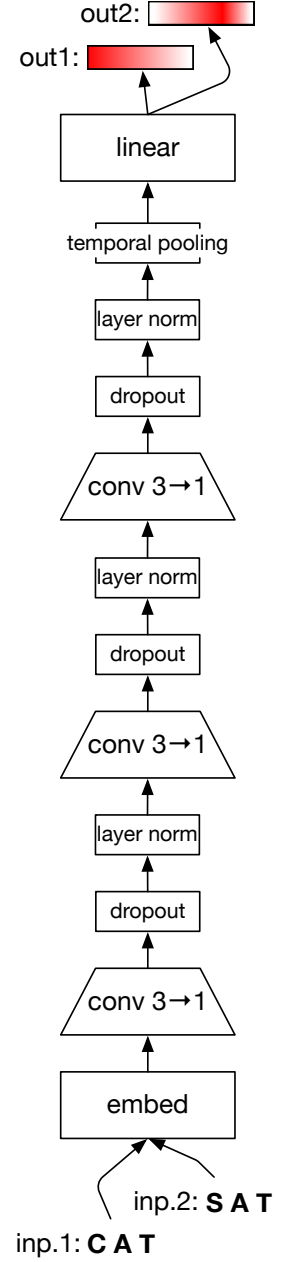 out2:
out1:
linear
temporal pooling
layer norm
dropout
conv 3→1
layer norm
dropout
conv 3→1
layer norm
dropout
conv 3→1
embed
inp.2: S A T
inp.1: C A T